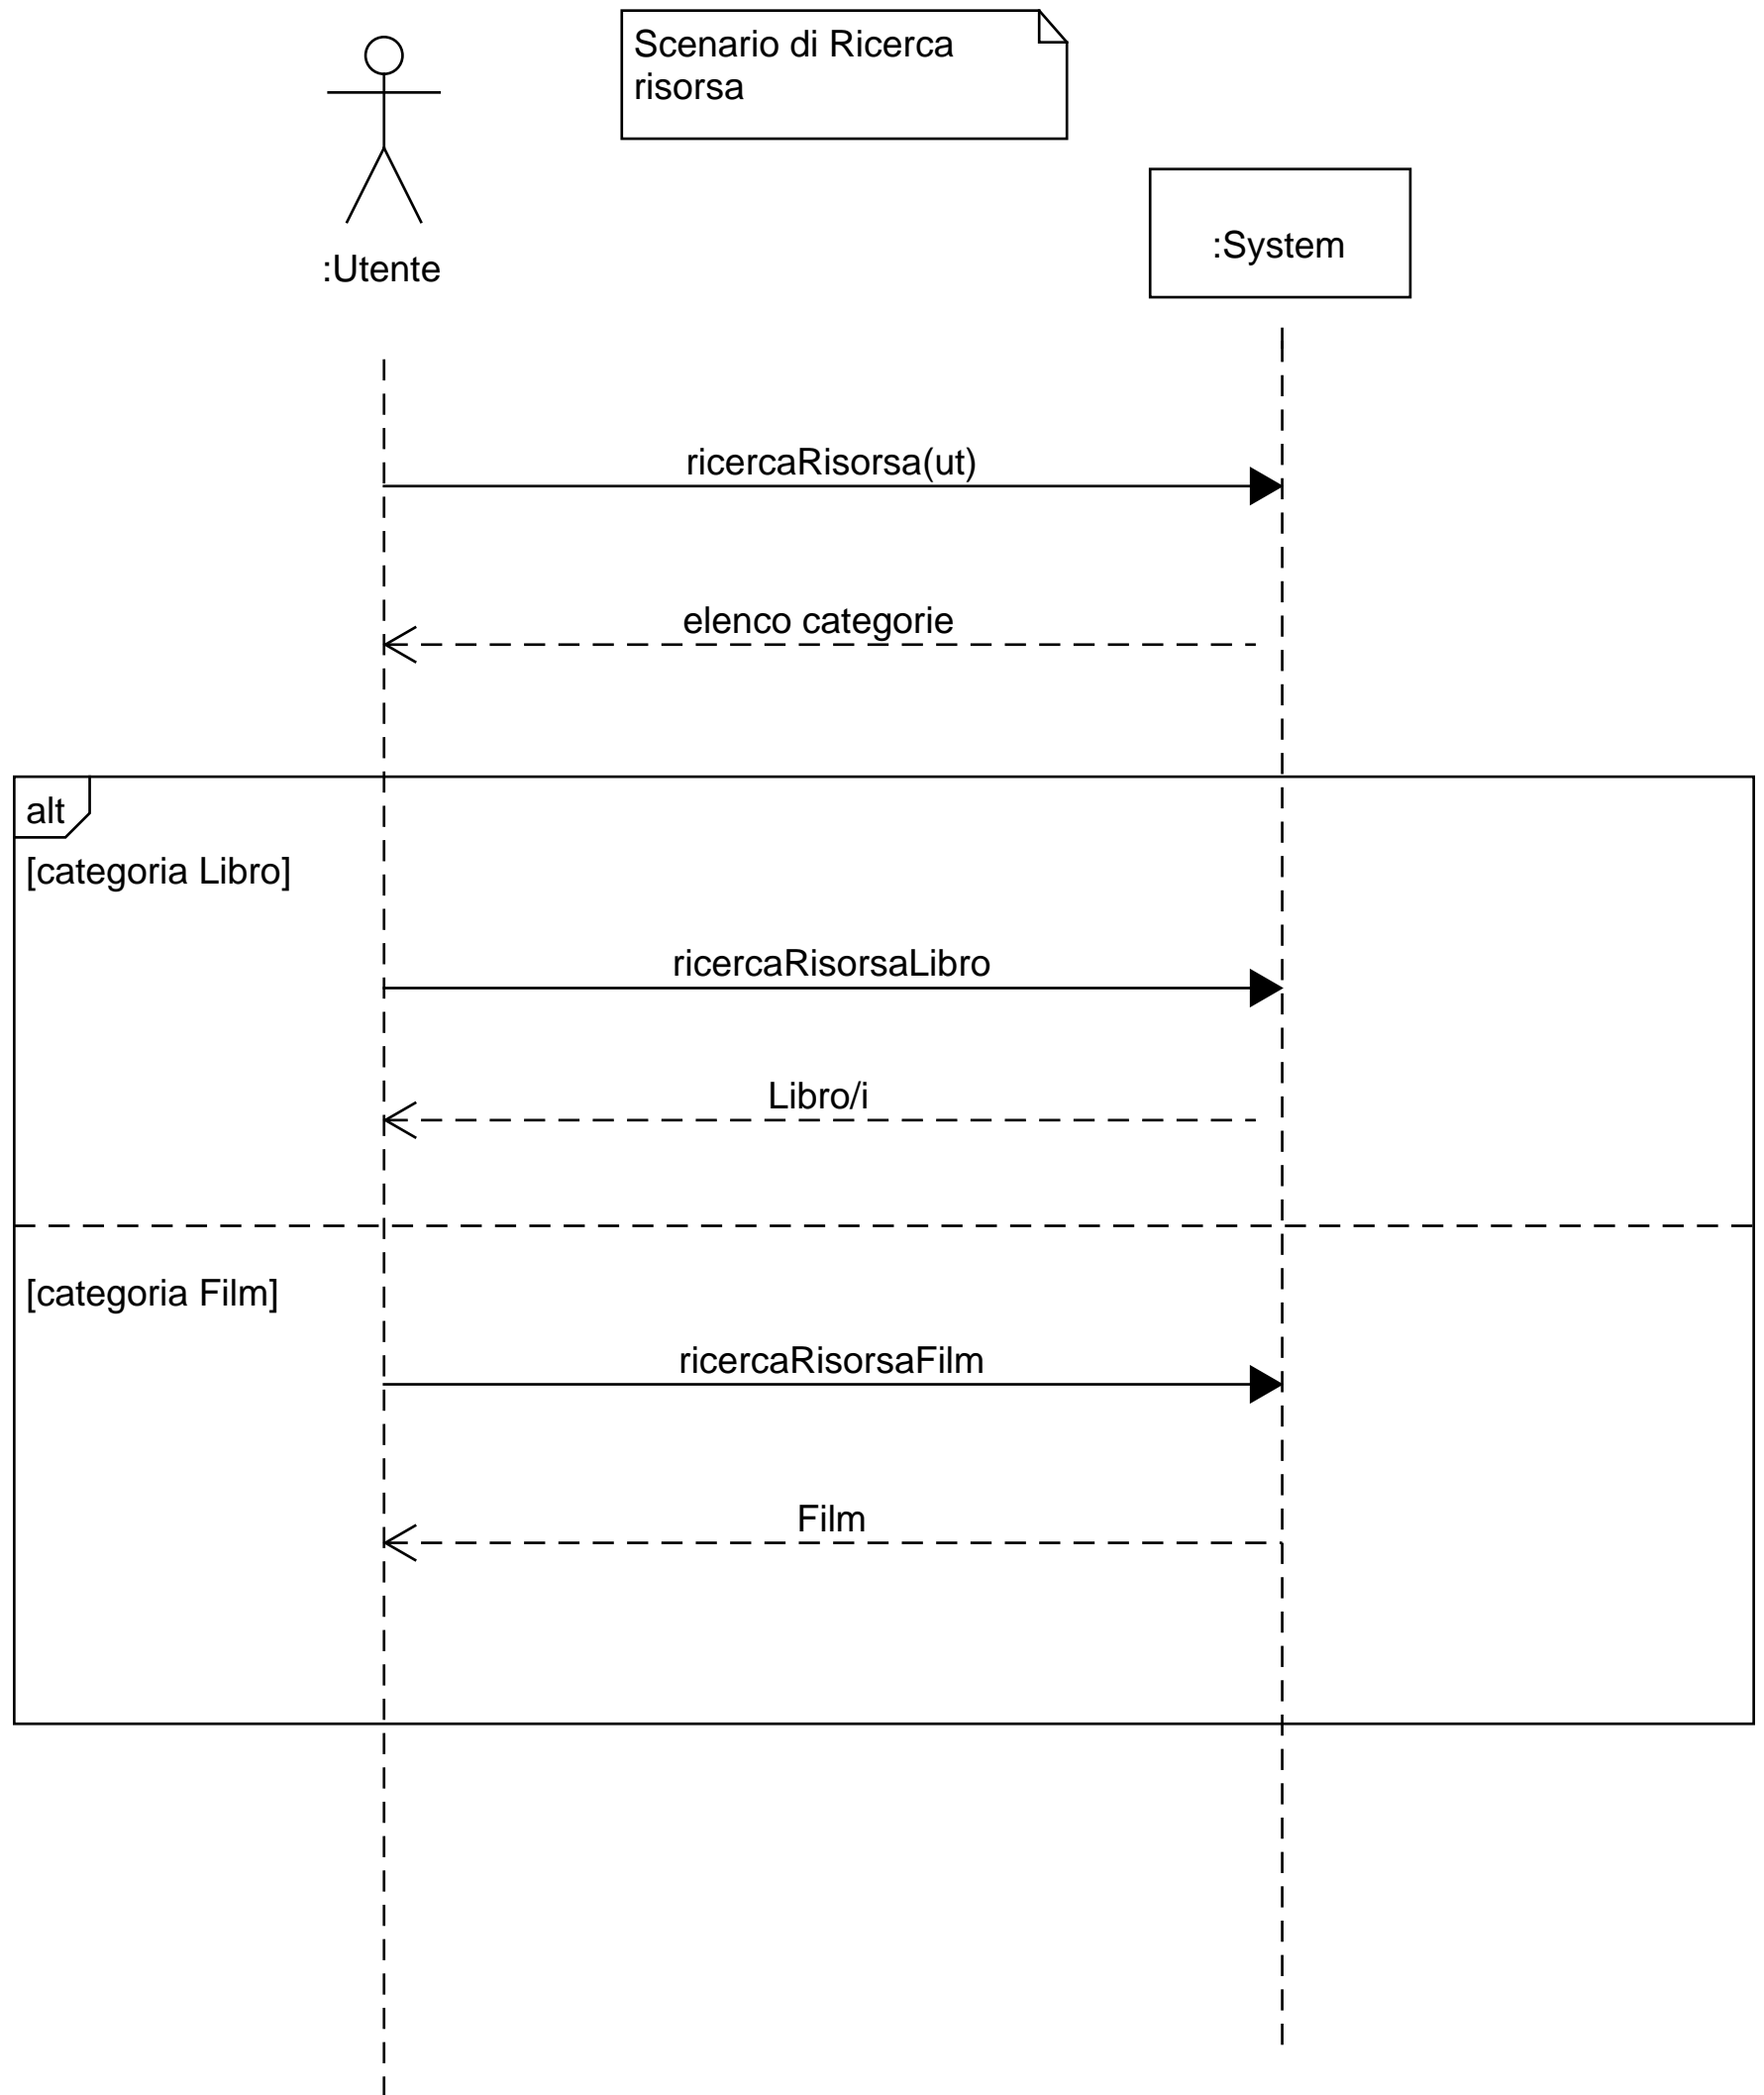 Scenario di Ricerca
risorsa
:Utente
:System
ricercaRisorsa(ut)
elenco categorie
alt
[categoria Libro]
ricercaRisorsaLibro
Libro/i
[categoria Film]
ricercaRisorsaFilm
Film